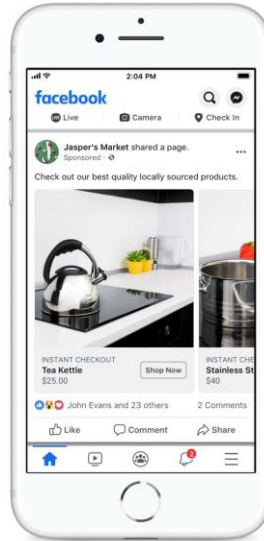 2:04 PM
facebook
LIVE Live
Camera
Check In
Jasper's Market shared a page.
Sponsored ·
Check out our best quality locally sourced products.
INSTANT CHECKOUT
Tea Kettle
$25.00
Shop Now
INSTANT CHE
Stainless St
$40
John Evans and 23 others
2 Comments
Like
Comment
Share
2